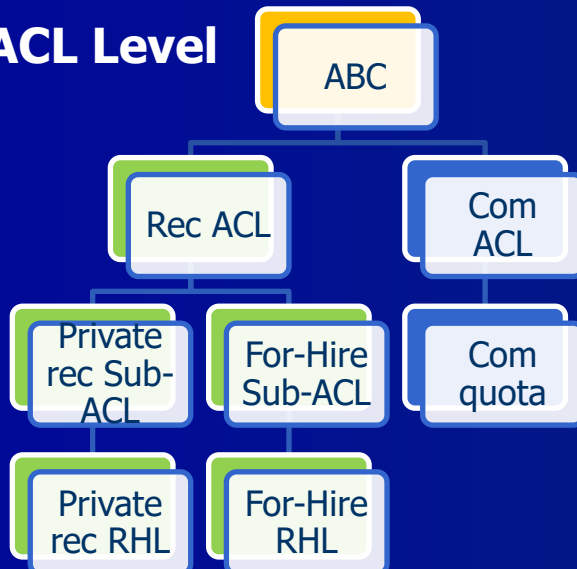 ACL Level
ABC
Rec ACL
Com
ACL
Private
rec Sub-
ACL
For-Hire
Sub-ACL
Com
quota
Private
rec RHL
For-Hire
RHL